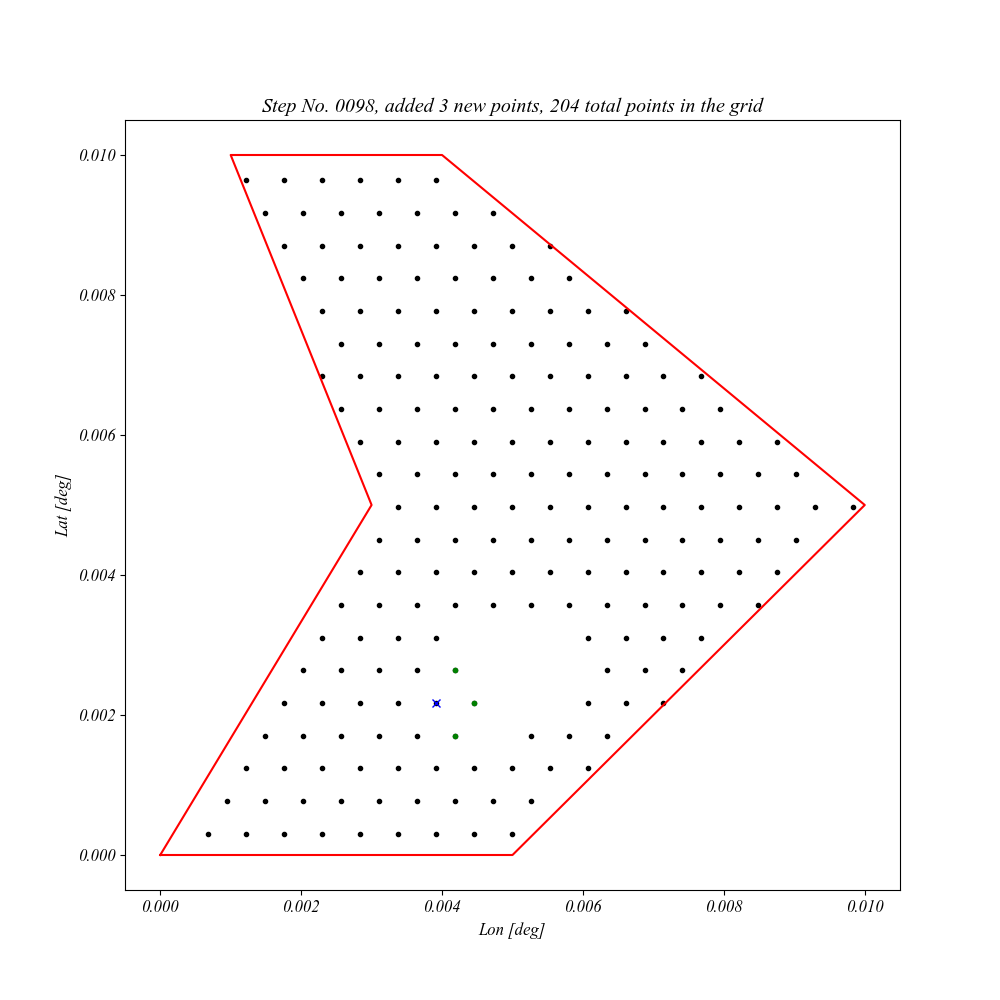 Step No. 0098, added 3 new points, 204 total points in the grid
0.010
0.008
0.006
0.004
0.002
0.000
Lat [deg]
0.000 0.002 0.004 0.006 0.008 0.010
Lon [deg]